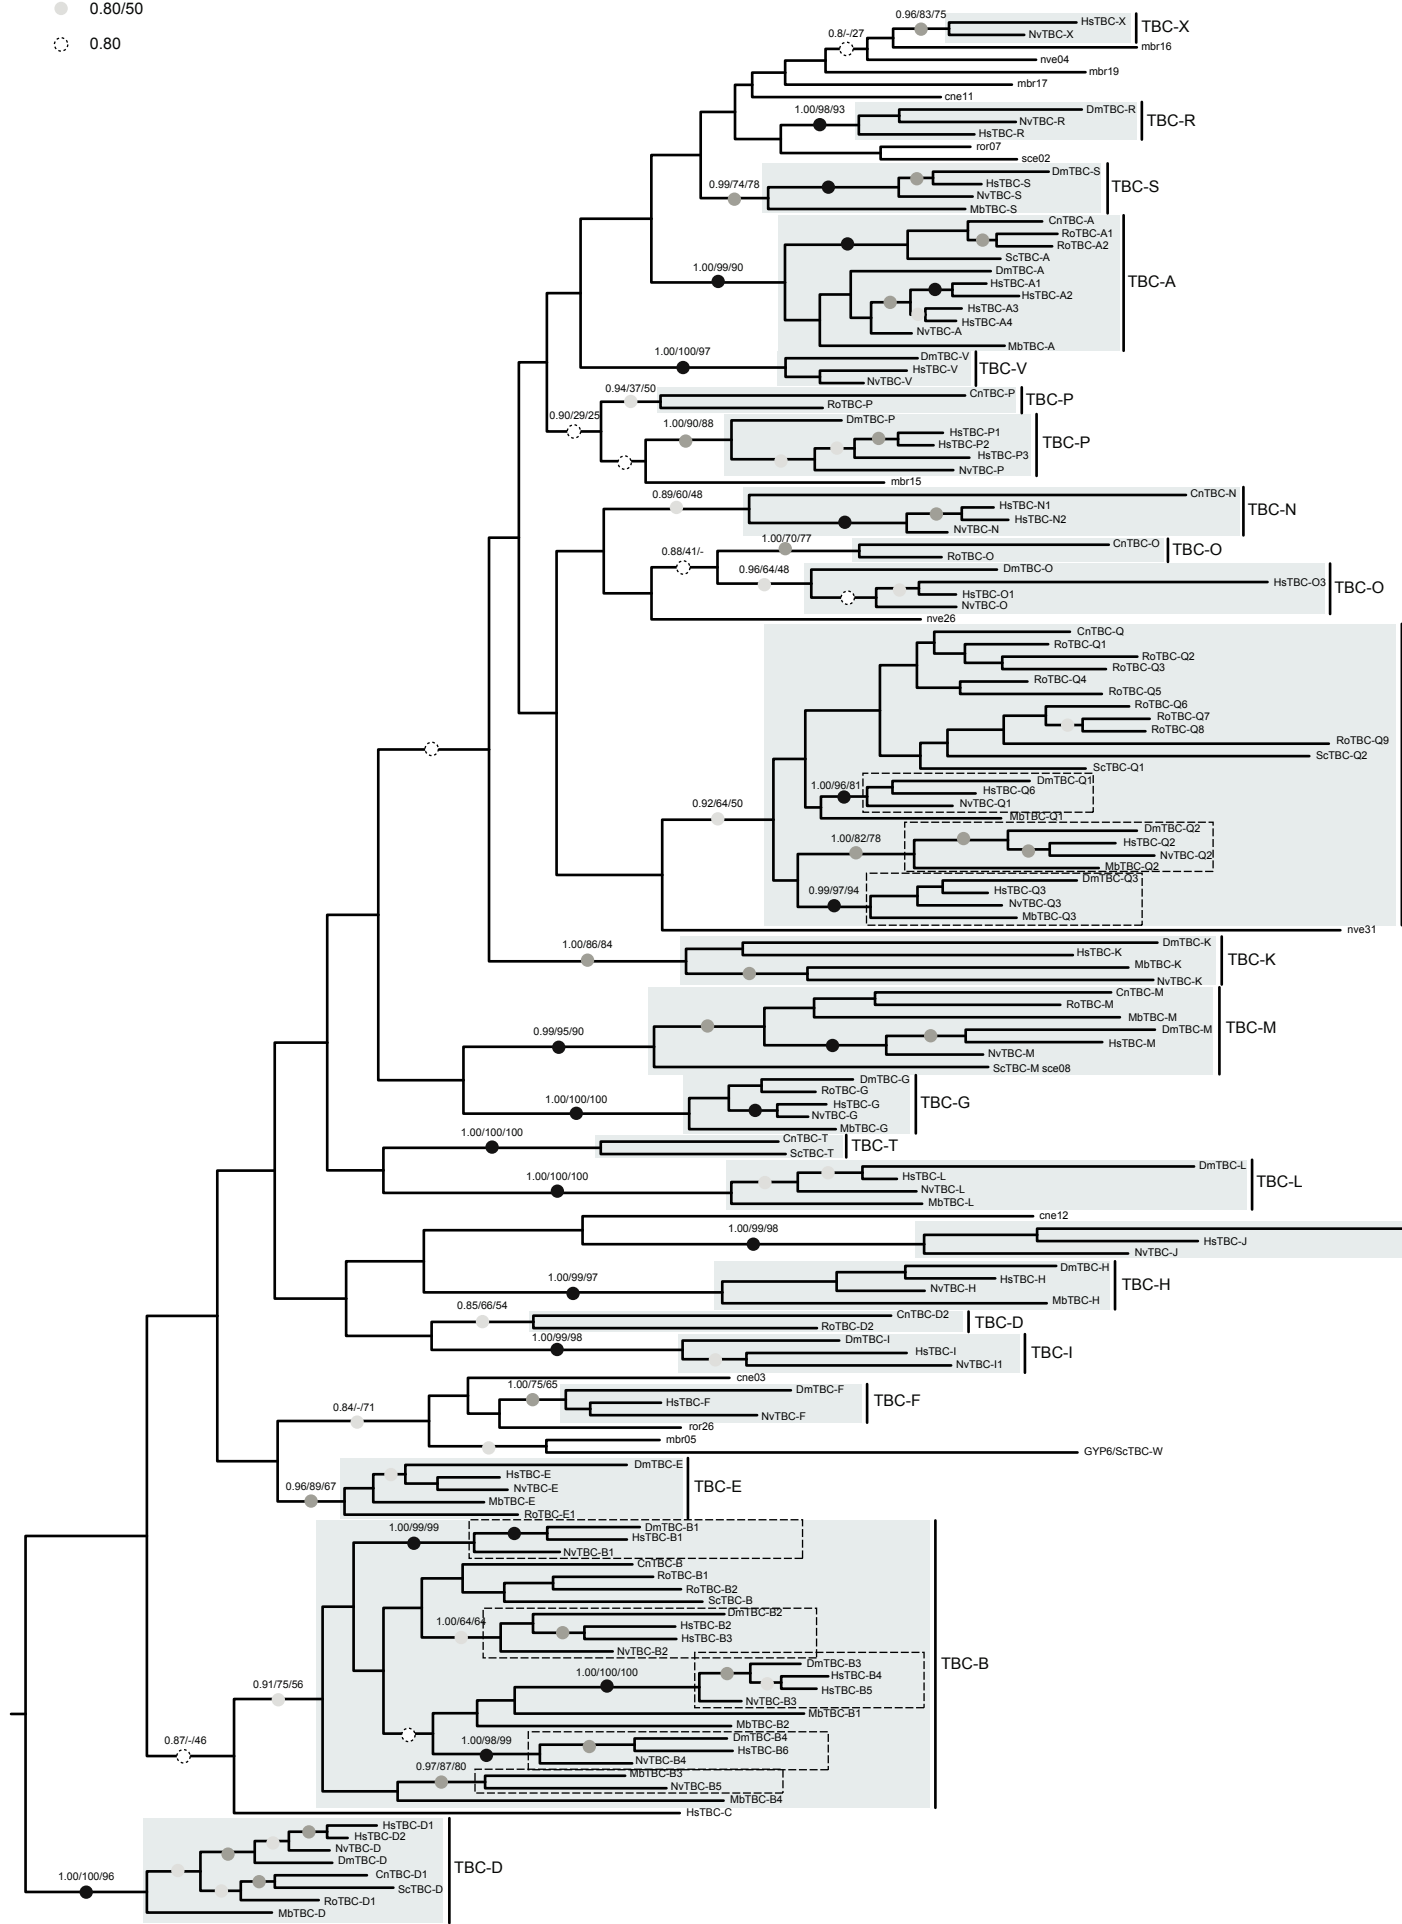 0.80/50
0.80
0.96/83/75
HsTBC-X
NvTBC-X
TBC-X
0.8/-/27
mbr16
nve04
mbr19
mbr17
cne11
1.00/98/93
DmTBC-R
NvTBC-R
HsTBC-R
TBC-R
ror07
sce02
0.99/74/78
DmTBC-S
HsTBC-S
NvTBC-S
MbTBC-S
TBC-S
CnTBC-A
RoTBC-A1
RoTBC-A2
ScTBC-A
1.00/99/90
DmTBC-A
HsTBC-A1
HsTBC-A2
HsTBC-A3
HsTBC-A4
NvTBC-A
MbTBC-A
TBC-A
1.00/100/97
DmTBC-V
HsTBC-V
NvTBC-V
TBC-V
0.94/37/50
CnTBC-P
RoTBC-P
TBC-P
0.90/29/25
1.00/90/88
DmTBC-P
HsTBC-P1
HsTBC-P2
HsTBC-P3
NvTBC-P
TBC-P
mbr15
0.89/60/48
CnTBC-N
HsTBC-N1
HsTBC-N2
NvTBC-N
TBC-N
1.00/70/77
CnTBC-O
RoTBC-O
TBC-O
0.88/41/-
0.96/64/48
DmTBC-O
HsTBC-O3
HsTBC-O1
NvTBC-O
TBC-O
nve26
CnTBC-Q
RoTBC-Q1
RoTBC-Q2
RoTBC-Q3
RoTBC-Q4
RoTBC-Q5
RoTBC-Q6
RoTBC-Q7
RoTBC-Q8
RoTBC-Q9
ScTBC-Q2
ScTBC-Q1
1.00/96/81
DmTBC-Q1
HsTBC-Q6
NvTBC-Q1
MbTBC-Q1
0.92/64/50
1.00/82/78
DmTBC-Q2
HsTBC-Q2
NvTBC-Q2
MbTBC-Q2
0.99/97/94
DmTBC-Q3
HsTBC-Q3
NvTBC-Q3
MbTBC-Q3
nve31
1.00/86/84
DmTBC-K
HsTBC-K
MbTBC-K
NvTBC-K
TBC-K
0.99/95/90
CnTBC-M
RoTBC-M
MbTBC-M
DmTBC-M
HsTBC-M
NvTBC-M
ScTBC-M sce08
TBC-M
1.00/100/100
DmTBC-G
RoTBC-G
HsTBC-G
NvTBC-G
MbTBC-G
TBC-G
1.00/100/100
CnTBC-T
ScTBC-T
TBC-T
1.00/100/100
DmTBC-L
HsTBC-L
NvTBC-L
MbTBC-L
TBC-L
cne12
1.00/99/98
HsTBC-J
NvTBC-J
1.00/99/97
DmTBC-H
HsTBC-H
NvTBC-H
MbTBC-H
TBC-H
0.85/66/54
CnTBC-D2
RoTBC-D2
TBC-D
1.00/99/98
DmTBC-I
HsTBC-I
NvTBC-I1
TBC-I
cne03
1.00/75/65
DmTBC-F
HsTBC-F
NvTBC-F
TBC-F
0.84/-/71
ror26
mbr05
GYP6/ScTBC-W
0.96/89/67
DmTBC-E
HsTBC-E
NvTBC-E
MbTBC-E
RoTBC-E1
TBC-E
1.00/99/99
DmTBC-B1
HsTBC-B1
NvTBC-B1
CnTBC-B
RoTBC-B1
RoTBC-B2
ScTBC-B
1.00/64/64
DmTBC-B2
HsTBC-B2
HsTBC-B3
NvTBC-B2
1.00/100/100
DmTBC-B3
HsTBC-B4
HsTBC-B5
NvTBC-B3
TBC-B
0.91/75/56
MbTBC-B1
MbTBC-B2
1.00/98/99
DmTBC-B4
HsTBC-B6
NvTBC-B4
0.87/-/46
0.97/87/80
MbTBC-B3
NvTBC-B5
MbTBC-B4
HsTBC-C
HsTBC-D1
HsTBC-D2
NvTBC-D
DmTBC-D
1.00/100/96
CnTBC-D1
ScTBC-D
RoTBC-D1
MbTBC-D
TBC-D